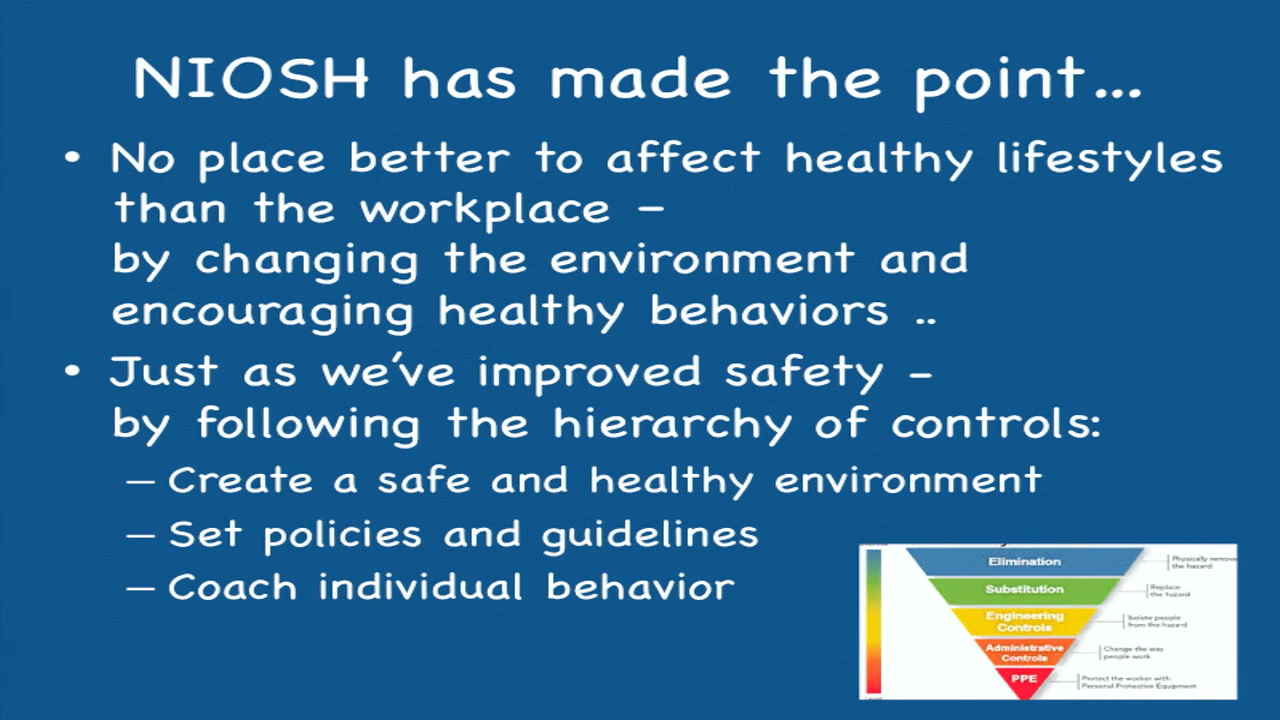 NIOSH has made the point...
• No place better to affect healthy lifestyles
than the workplace –
by changing the environment and
encouraging healthy behaviors ..
• Just as we've improved safety –
by following the hierarchy of controls:
– Create a safe and healthy environment
– Set policies and guidelines
– Coach individual behavior
Elimination
Physically remove
the hazard
Substitution
Replace
the hazard
Engineering
Controls
Isolate people
from the hazard
Administrative
Controls
Change the way
people work
PPE
Protect the worker with
Personal Protective Equipment